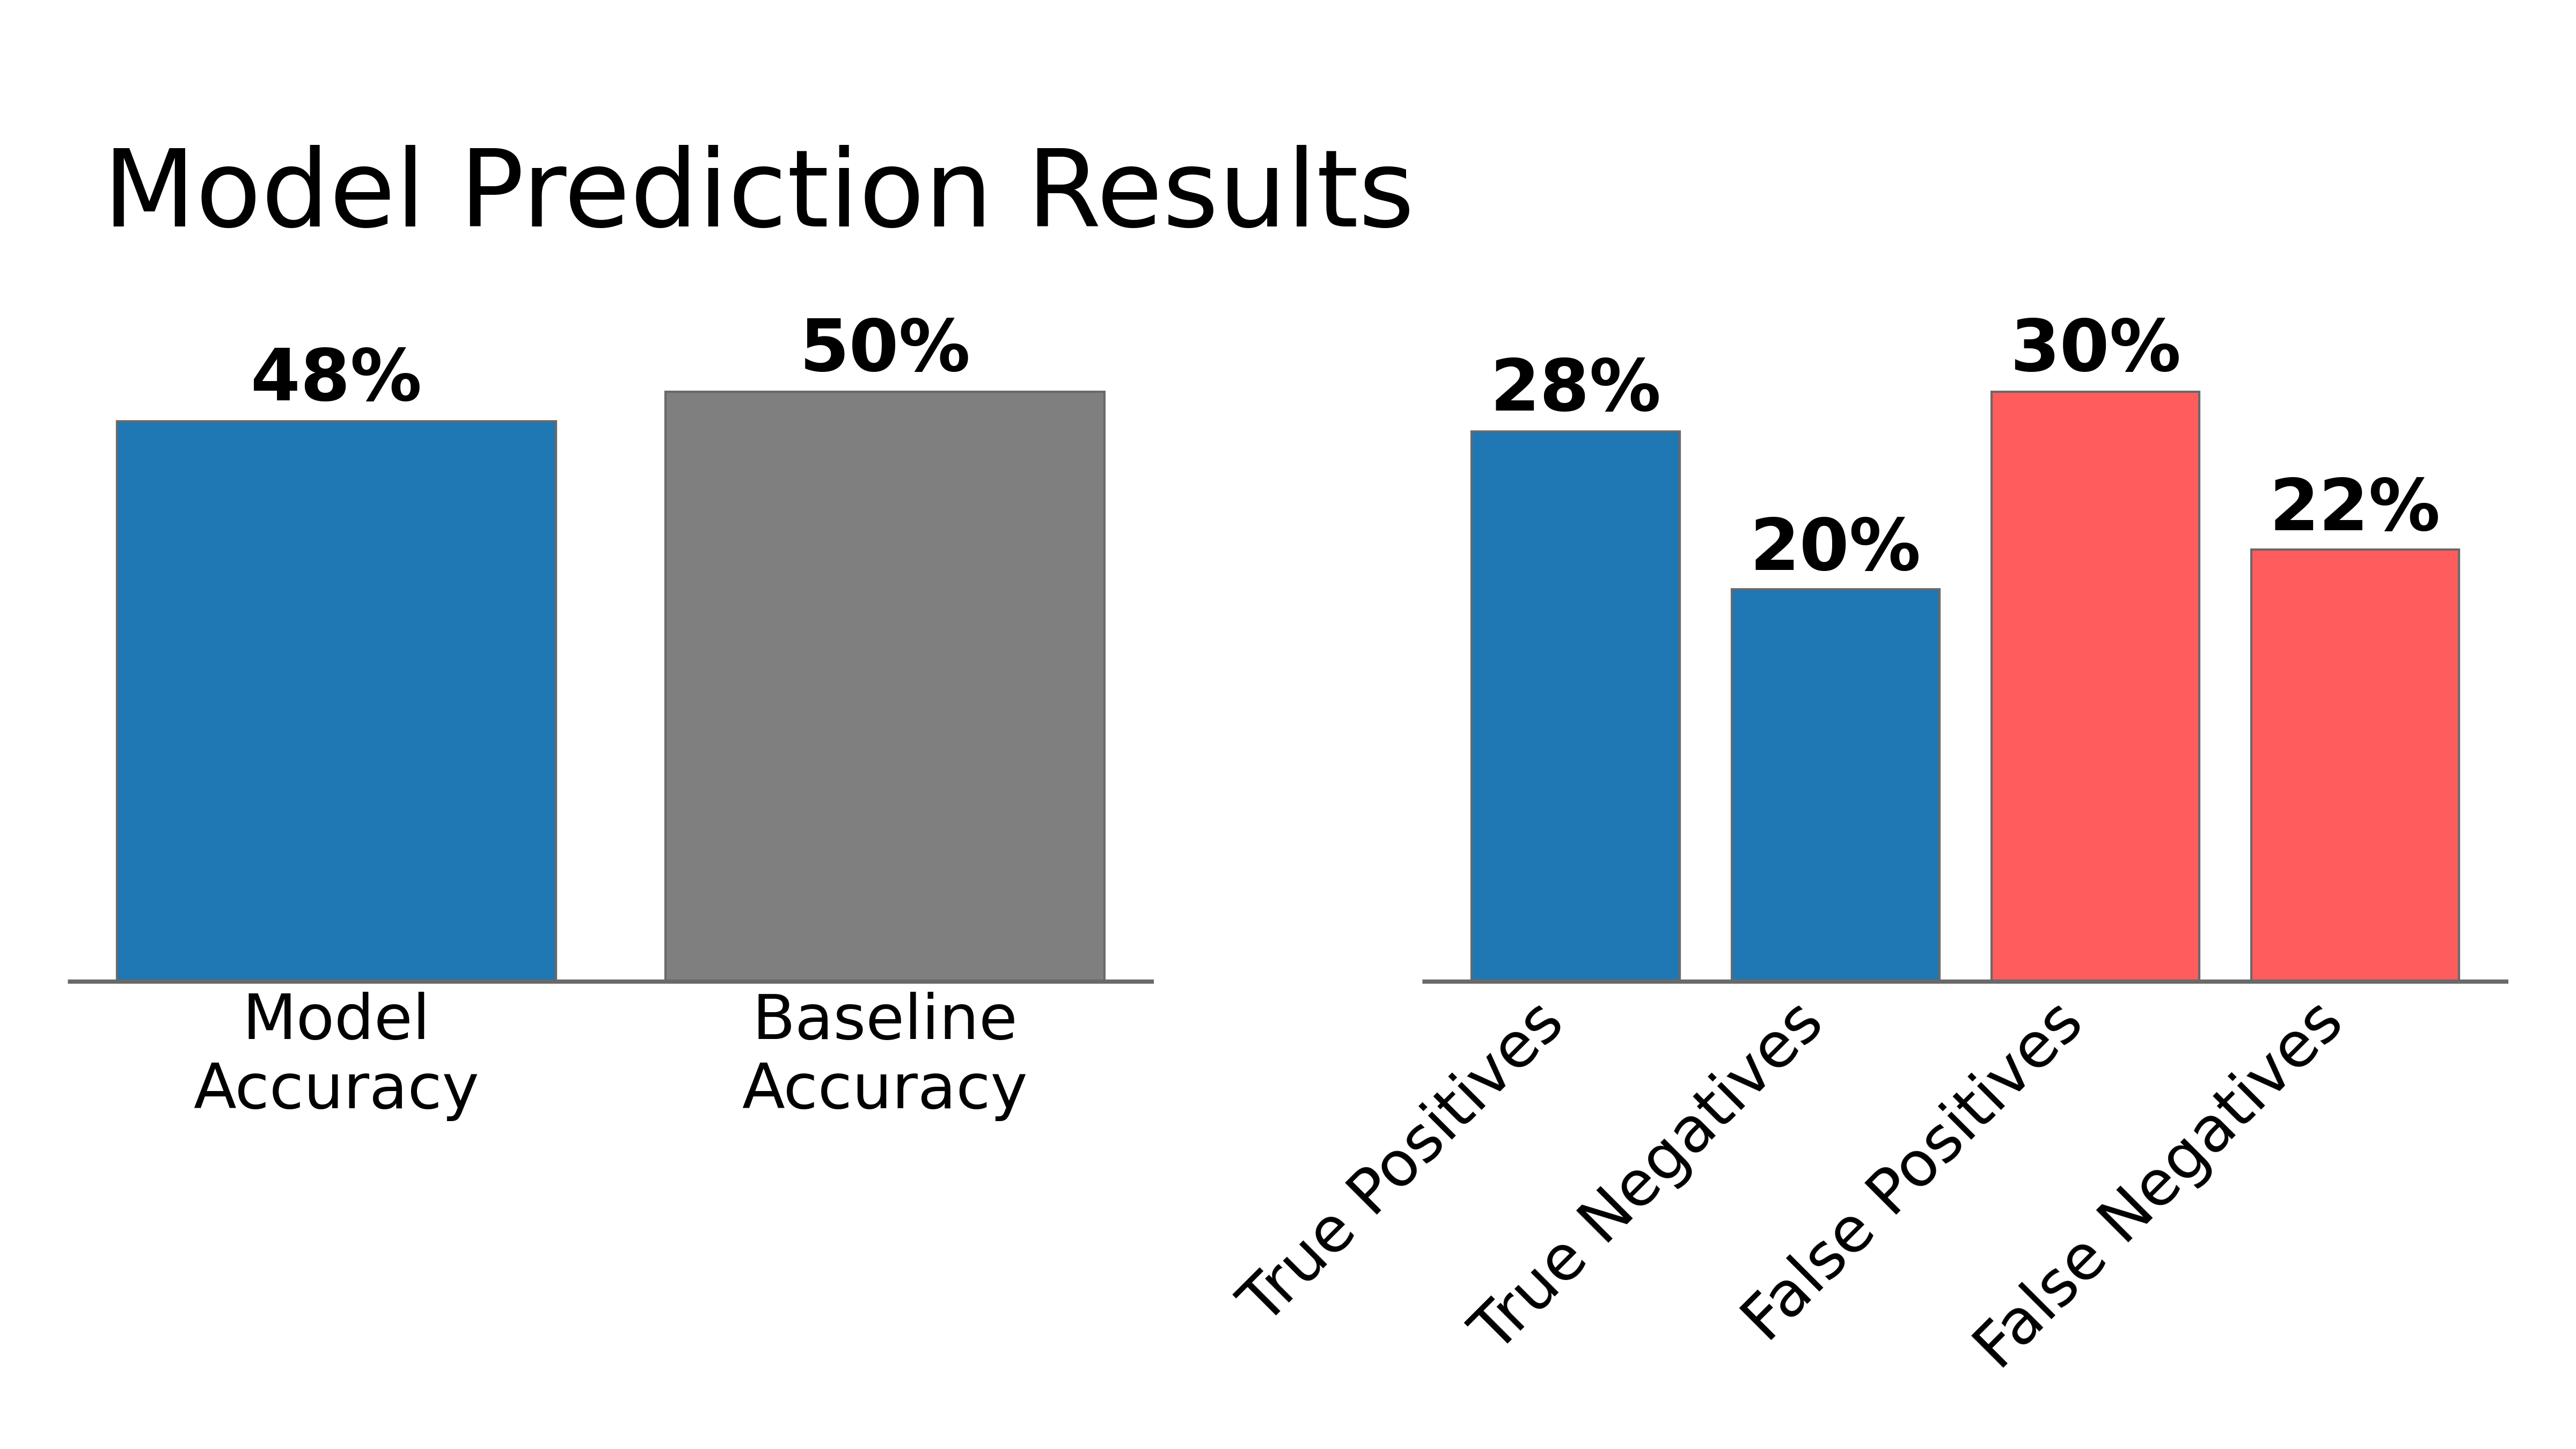 Model Prediction Results
48%
50%
Model
Accuracy
Baseline
Accuracy
28%
20%
30%
22%
True Positives
True Negatives
False Positives
False Negatives